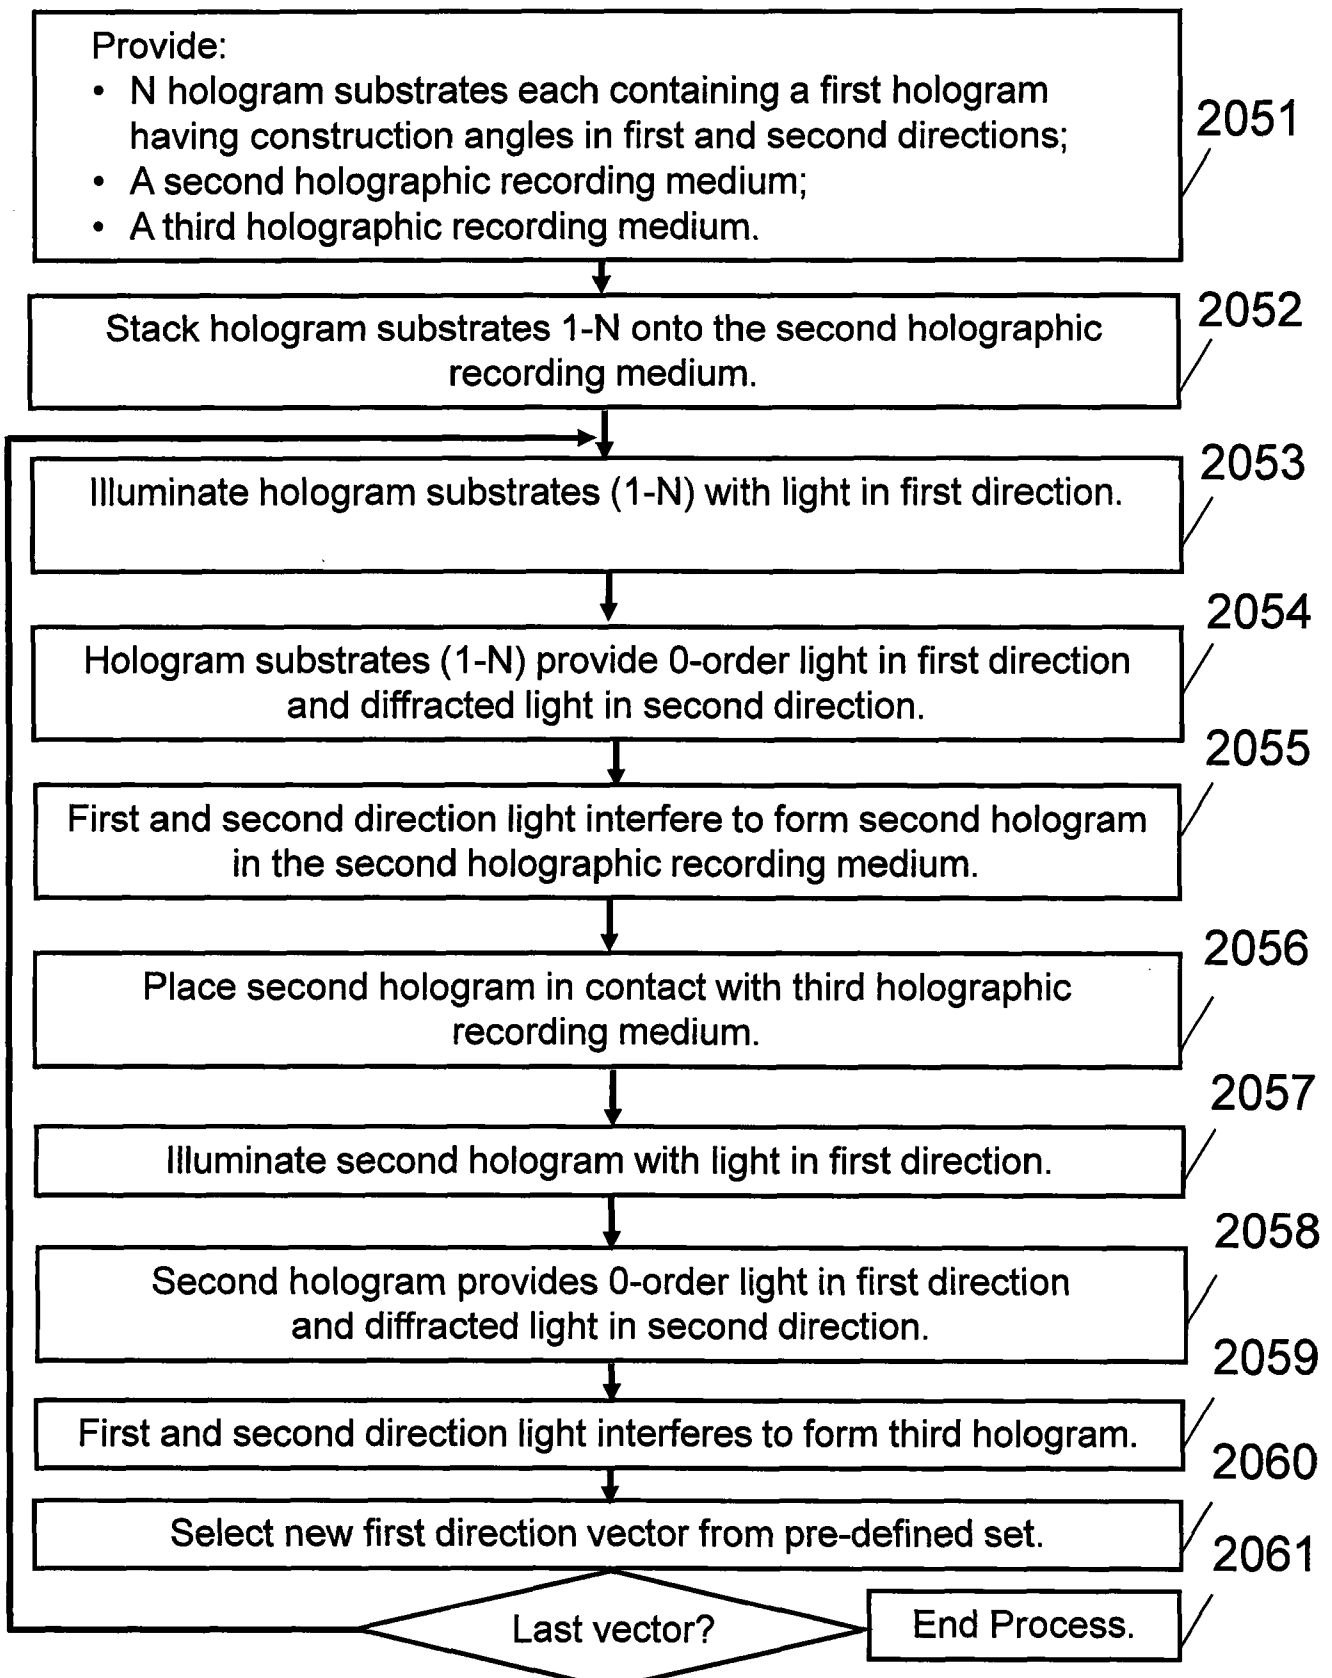 Provide:
• N hologram substrates each containing a first hologram
having construction angles in first and second directions;
• A second holographic recording medium;
• A third holographic recording medium.
2051
Stack hologram substrates 1-N onto the second holographic
recording medium.
2052
Illuminate hologram substrates (1-N) with light in first direction.
2053
Hologram substrates (1-N) provide 0-order light in first direction
and diffracted light in second direction.
2054
First and second direction light interfere to form second hologram
in the second holographic recording medium.
2055
Place second hologram in contact with third holographic
recording medium.
2056
Illuminate second hologram with light in first direction.
2057
Second hologram provides 0-order light in first direction
and diffracted light in second direction.
2058
First and second direction light interferes to form third hologram.
2059
Select new first direction vector from pre-defined set.
2060
Last vector?
End Process.
2061